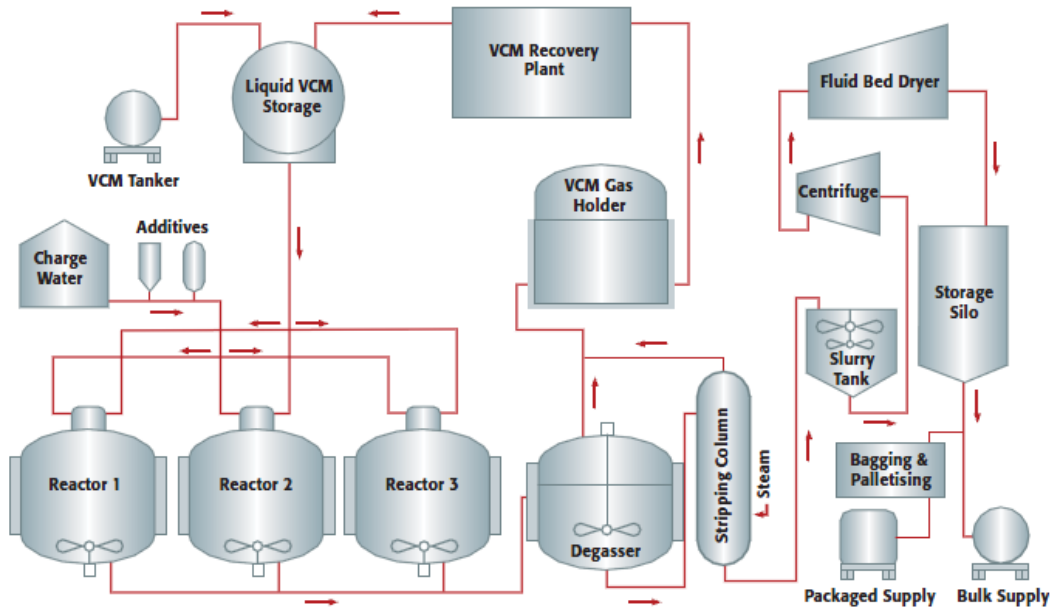 VCM Recovery
Plant
Liquid VCM
Storage
Fluid Bed Dryer
VCM Tanker
VCM Gas
Holder
Centrifuge
Additives
Charge
Water
Storage
Silo
Slurry
Tank
Reactor 1
Reactor 2
Reactor 3
Degasser
Stripping Column
Steam
Bagging &
Palletising
Packaged Supply
Bulk Supply